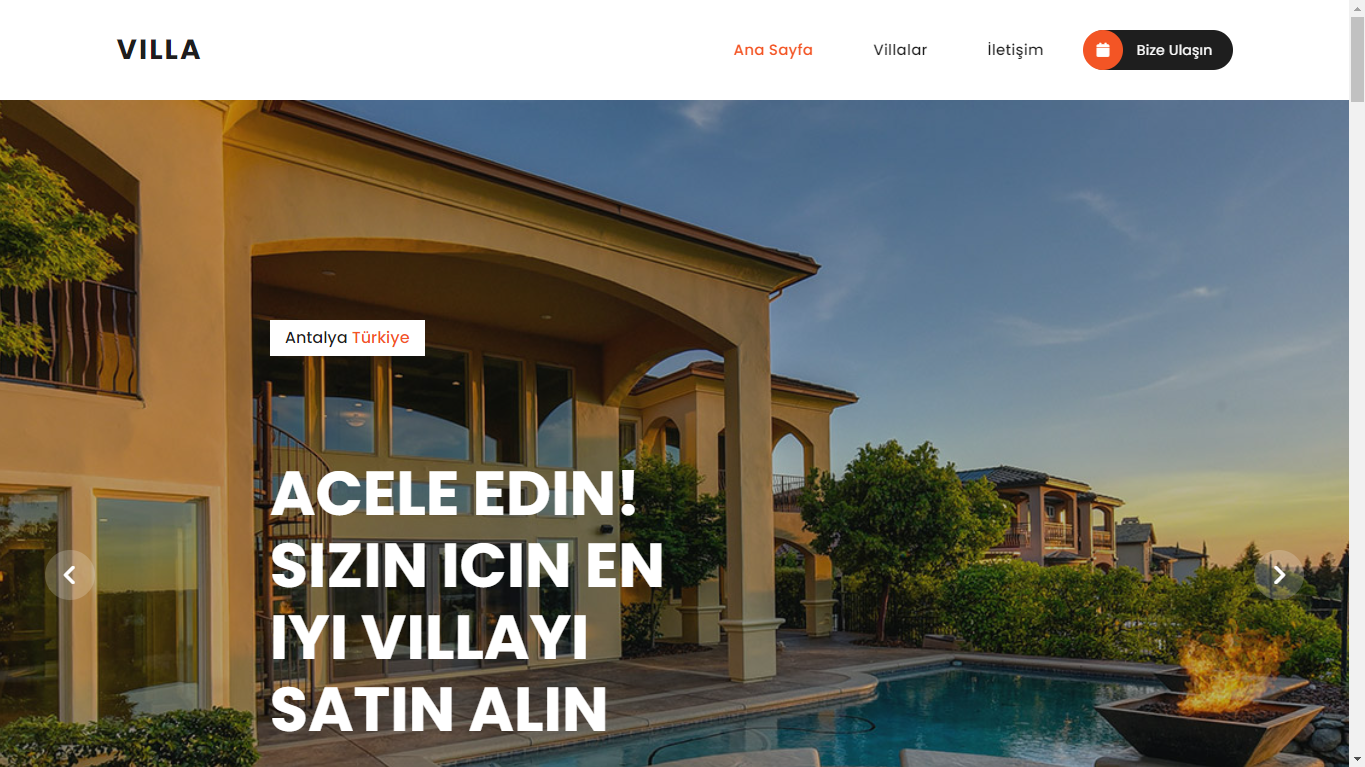 VILLA
Ana Sayfa
Villalar
İletişim
Bize Ulaşın
Antalya Türkiye
ACELE EDIN!
SIZIN ICIN EN
IYI VILLAYI
SATIN ALIN